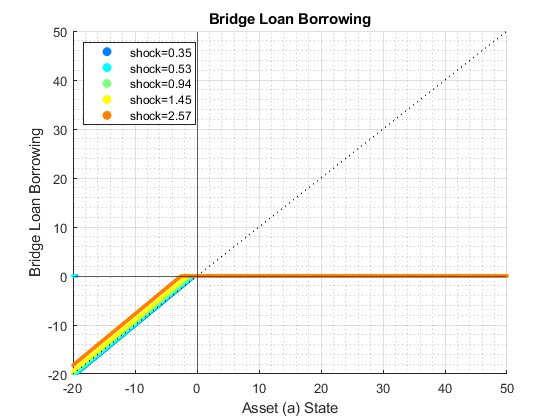 Bridge Loan Borrowing
shock=0.35
shock=0.53
shock=0.94
shock=1.45
shock=2.57
Bridge Loan Borrowing
50
40
30
20
10
0
-10
-20
-20 -10 0 10 20 30 40 50
Asset (a) State